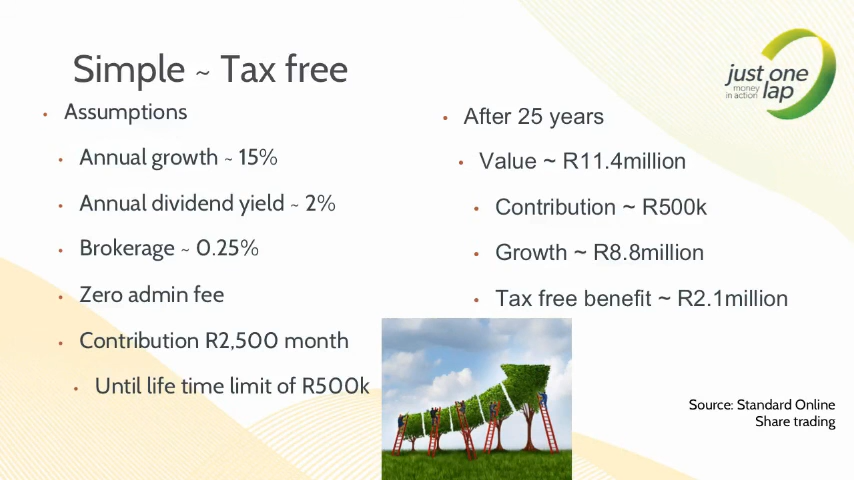 Simple ~ Tax free
just one
money
in action lap
Assumptions
Annual growth ~ 15%
Annual dividend yield ~ 2%
Brokerage ~ 0.25%
Zero admin fee
Contribution R2,500 month
Until life time limit of R500k
After 25 years
Value ~ R11.4million
Contribution ~ R500k
Growth ~ R8.8million
Tax free benefit ~ R2.1million
Source: Standard Online
Share trading